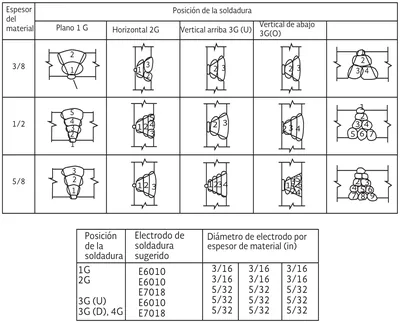 Espesor del material
Posición de la soldadura
Plano 1 G
Horizontal 2G
Vertical arriba 3G (U)
Vertical de abajo 3G(O)
3/8
1/2
5/8
Posición de la soldadura
Electrodo de soldadura sugerido
Diámetro de electrodo por espesor de material (in)
1G E6010 3/16 3/16 3/16
2G E6010 3/16 3/16 3/16
E7018 5/32 5/32 5/32
3G (U) E6010 5/32 5/32 5/32
3G (D), 4G E7018 5/32 5/32 5/32